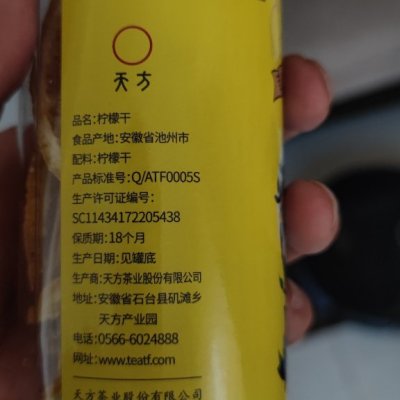 天方
品名：柠檬干
食品产地：安徽省池州市
配料：柠檬干
产品标准号：Q/ATF0005S
生产许可证编号：
SC11434172205438
保质期：18个月
生产日期：见罐底
生产商：天方茶业股份有限公司
地址：安徽省石台县矶滩乡
天方产业园
电话：0566-6024888
网址：www.teatf.com
天方茶业股份有限公司